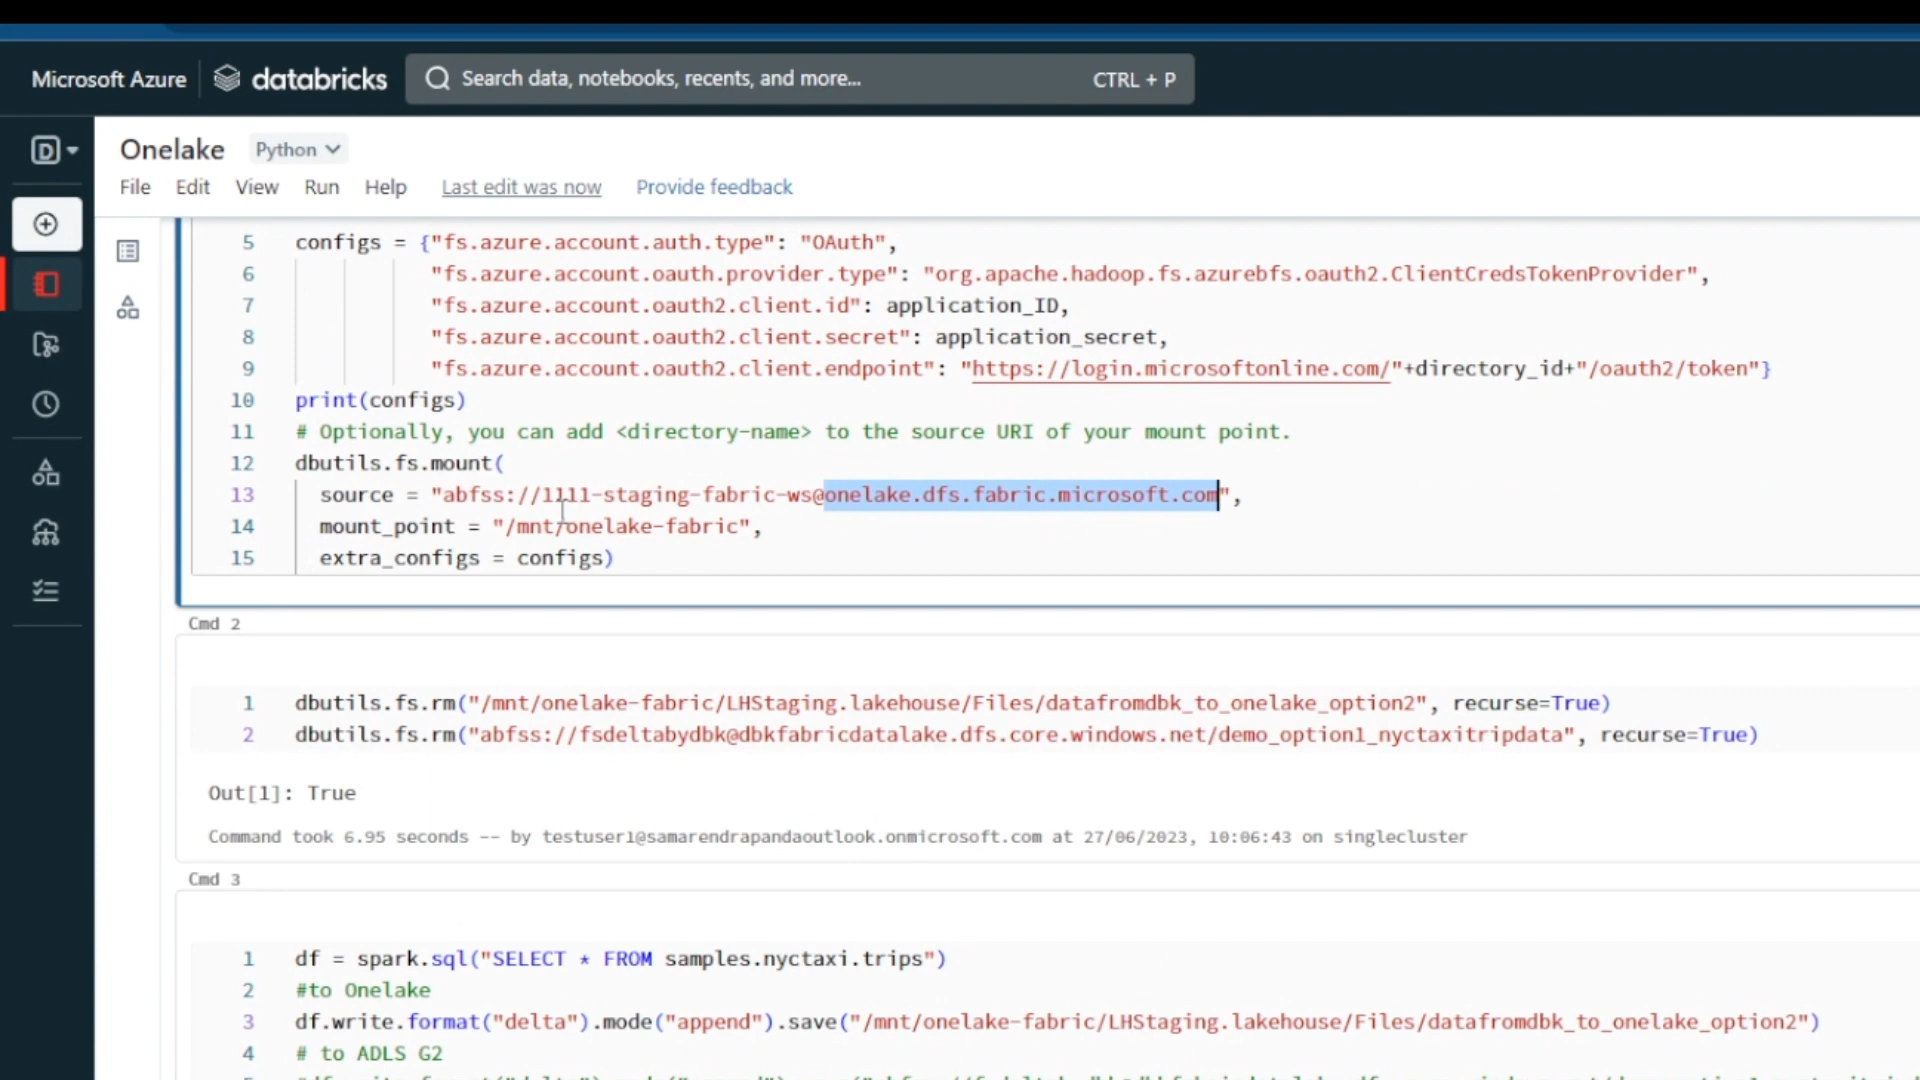 Microsoft Azure databricks Search data, notebooks, recents, and more... CTRL + P
Onelake Python
File Edit View Run Help Last edit was now Provide feedback
5 configs = {"fs.azure.account.auth.type": "OAuth",
6 "fs.azure.account.oauth.provider.type": "org.apache.hadoop.fs.azurebfs.oauth2.ClientCredsTokenProvider",
7 "fs.azure.account.oauth2.client.id": application_ID,
8 "fs.azure.account.oauth2.client.secret": application_secret,
9 "fs.azure.account.oauth2.client.endpoint": "https://login.microsoftonline.com/"+directory_id+"/oauth2/token"}
10 print(configs)
11 # Optionally, you can add <directory-name> to the source URI of your mount point.
12 dbutils.fs.mount(
13 source = "abfss://1111-staging-fabric-ws@onelake.dfs.fabric.microsoft.com",
14 mount_point = "/mnt/onelake-fabric",
15 extra_configs = configs)
Cmd 2
1 dbutils.fs.rm("/mnt/onelake-fabric/LHStaging.lakehouse/Files/datafromdbk_to_onelake_option2", recurse=True)
2 dbutils.fs.rm("abfss://fsdeltabydbk@dbkfabricdatalake.dfs.core.windows.net/demo_option1_nyctaxitripdata", recurse=True)
Out[1]: True
Command took 6.95 seconds -- by testuser1@samarendrapandaoutlook.onmicrosoft.com at 27/06/2023, 10:06:43 on singlecluster
Cmd 3
1 df = spark.sql("SELECT * FROM samples.nyctaxi.trips")
2 #to Onelake
3 df.write.format("delta").mode("append").save("/mnt/onelake-fabric/LHStaging.lakehouse/Files/datafromdbk_to_onelake_option2")
4 # to ADLS G2